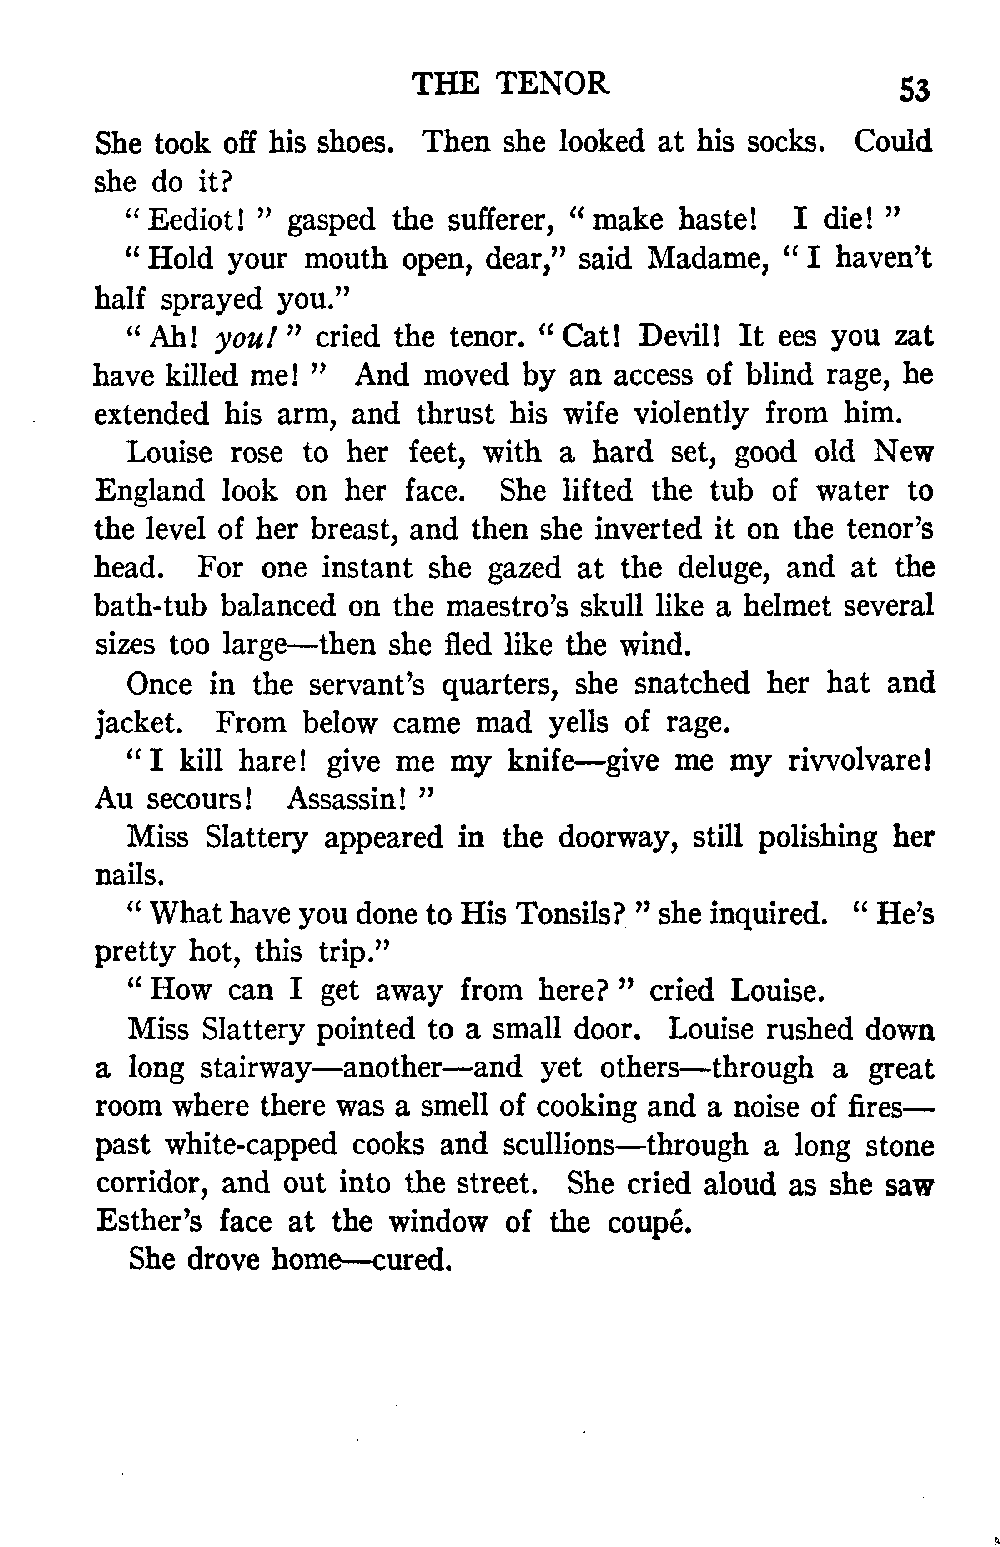 THE TENOR 53
She took off his shoes. Then she looked at his socks. Could
she do it?
" Eediot! " gasped the sufferer, " make haste! I die! "
" Hold your mouth open, dear," said Madame, " I haven't
half sprayed you."
" Ah! you! " cried the tenor. " Cat! Devil! It ees you zat
have killed me! " And moved by an access of blind rage, he
extended his arm, and thrust his wife violently from him.
Louise rose to her feet, with a hard set, good old New
England look on her face. She lifted the tub of water to
the level of her breast, and then she inverted it on the tenor's
head. For one instant she gazed at the deluge, and at the
bath-tub balanced on the maestro's skull like a helmet several
sizes too large—then she fled like the wind.
Once in the servant's quarters, she snatched her hat and
jacket. From below came mad yells of rage.
" I kill hare! give me my knife—give me my rivvolvare!
Au secours! Assassin! "
Miss Slattery appeared in the doorway, still polishing her
nails.
" What have you done to His Tonsils? " she inquired. " He's
pretty hot, this trip."
" How can I get away from here? " cried Louise.
Miss Slattery pointed to a small door. Louise rushed down
a long stairway—another—and yet others—through a great
room where there was a smell of cooking and a noise of fires—
past white-capped cooks and scullions—through a long stone
corridor, and out into the street. She cried aloud as she saw
Esther's face at the window of the coupé.
She drove home—cured.